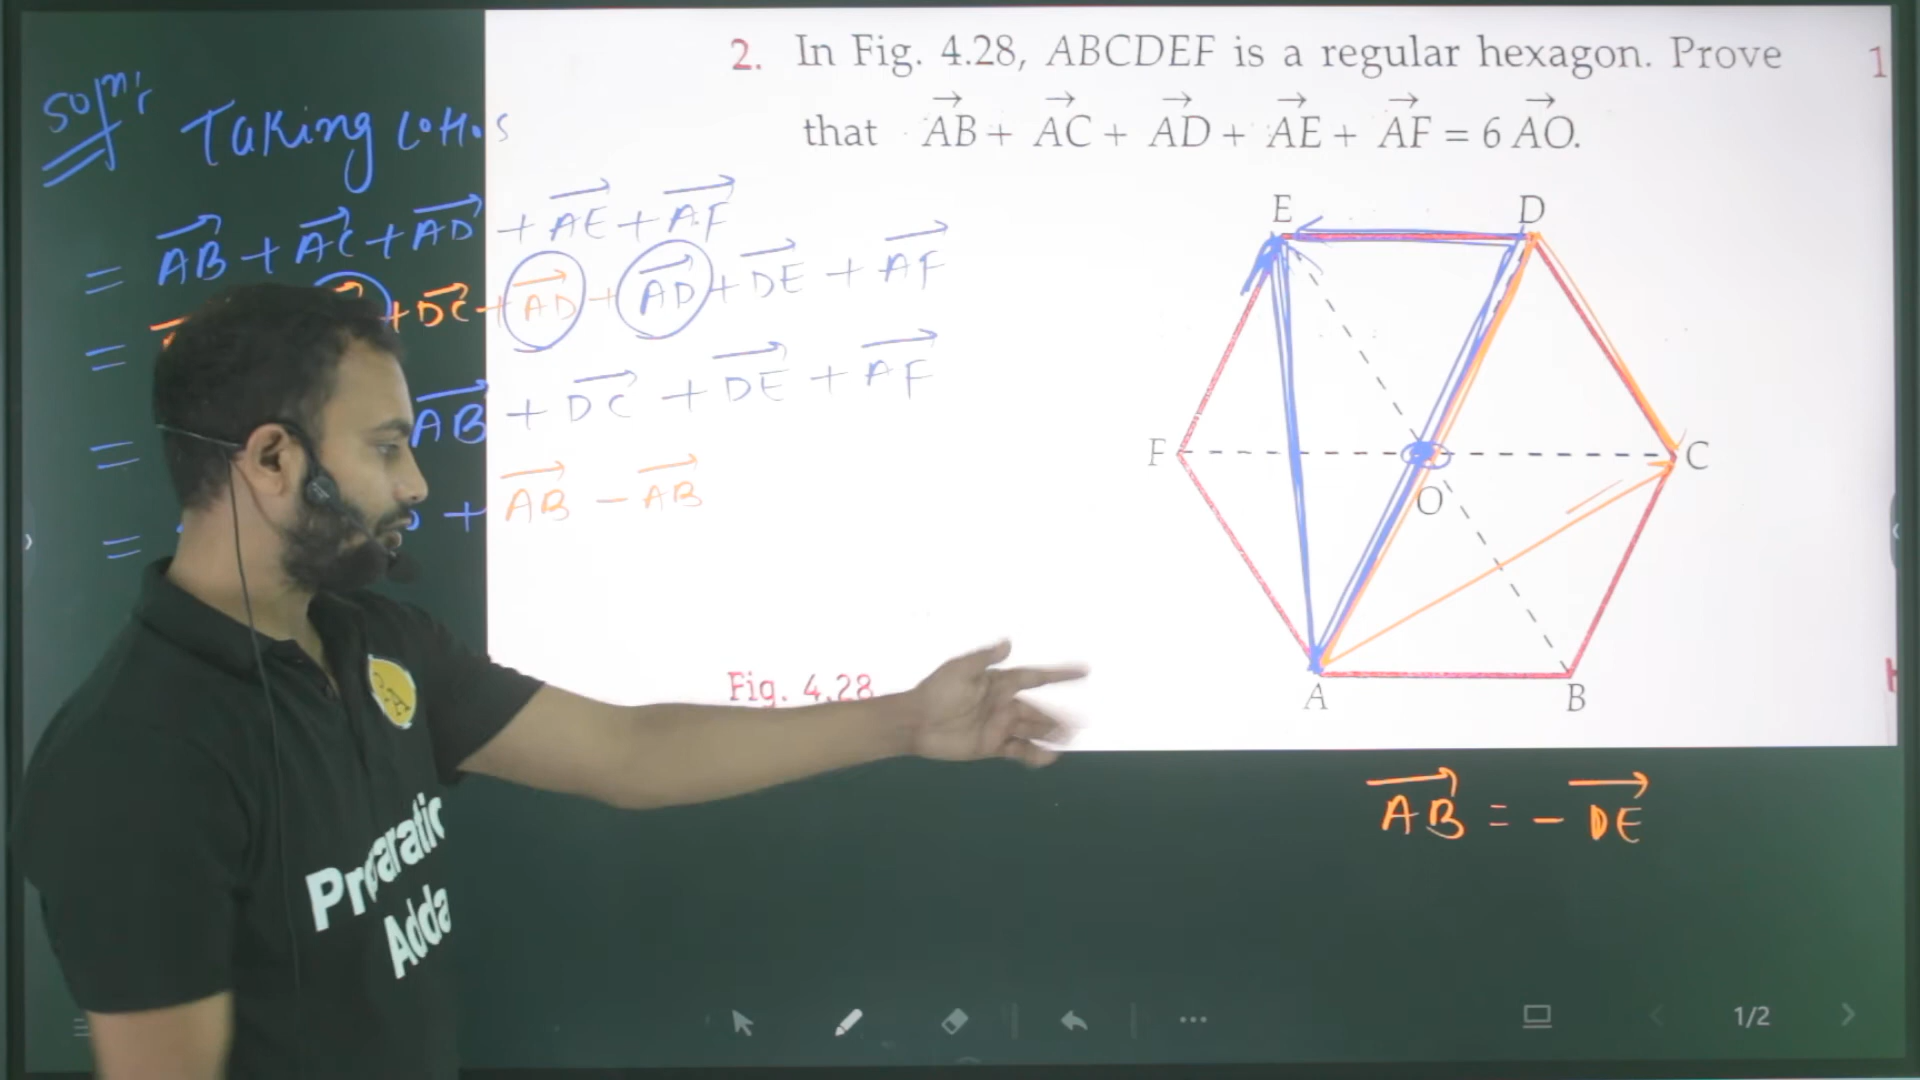 2. In Fig. 4.28, ABCDEF is a regular hexagon. Prove
that AB + AC + AD + AE + AF = 6 AO.
1
Soln:
Taking L.H.S
AB + AC + AD + AE + AF
= + DC + AD + AD + DE + AF
= AB + DC + DE + AF
= + AB - AB
E D
F C
O
A B
Fig. 4.28
AB = - DE
Adda
1/2